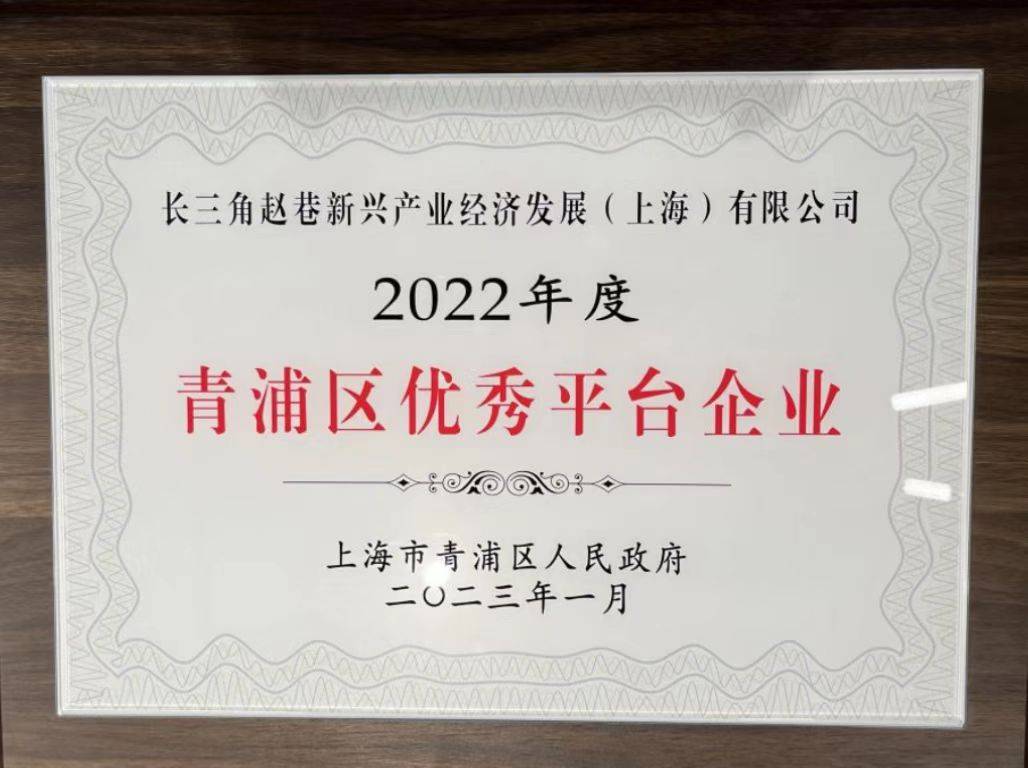 长三角赵巷新兴产业经济发展（上海）有限公司
2022年度
青浦区优秀平台企业
上海市青浦区人民政府
二〇二三年一月